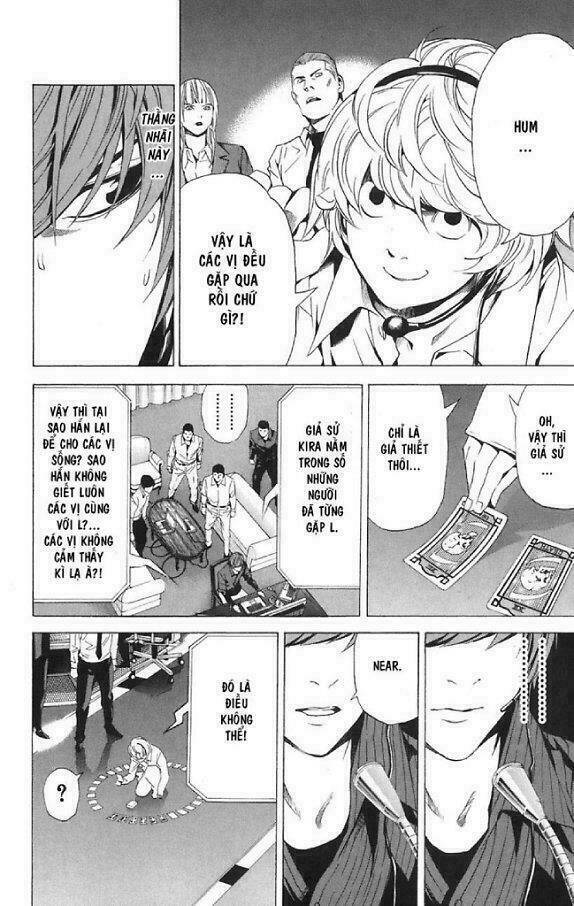 HUM
...
VẬY LÀ
CÁC VỊ ĐỀU
GẶP QUA
RỒI CHỨ
GÌ?!
THẰNG
NHÃI
NÀY
...
OH,
VẬY THÌ
GIẢ SỬ
...
CHỈ LÀ
GIẢ THIẾT
THÔI...
GIẢ SỬ
KIRA NẰM
TRONG SỐ
NHỮNG
NGƯỜI
ĐÃ TỪNG
GẶP L.
......
VẬY THÌ TẠI
SAO HẮN LẠI
ĐỂ CHO CÁC VỊ
SỐNG? SAO
HẮN KHÔNG
GIẾT LUÔN
CÁC VỊ CÙNG
VỚI L?...
CÁC VỊ KHÔNG
CẢM THẤY
KÌ LẠ À?!
............
NEAR.
ĐÓ LÀ
ĐIỀU
KHÔNG
THỂ!
?